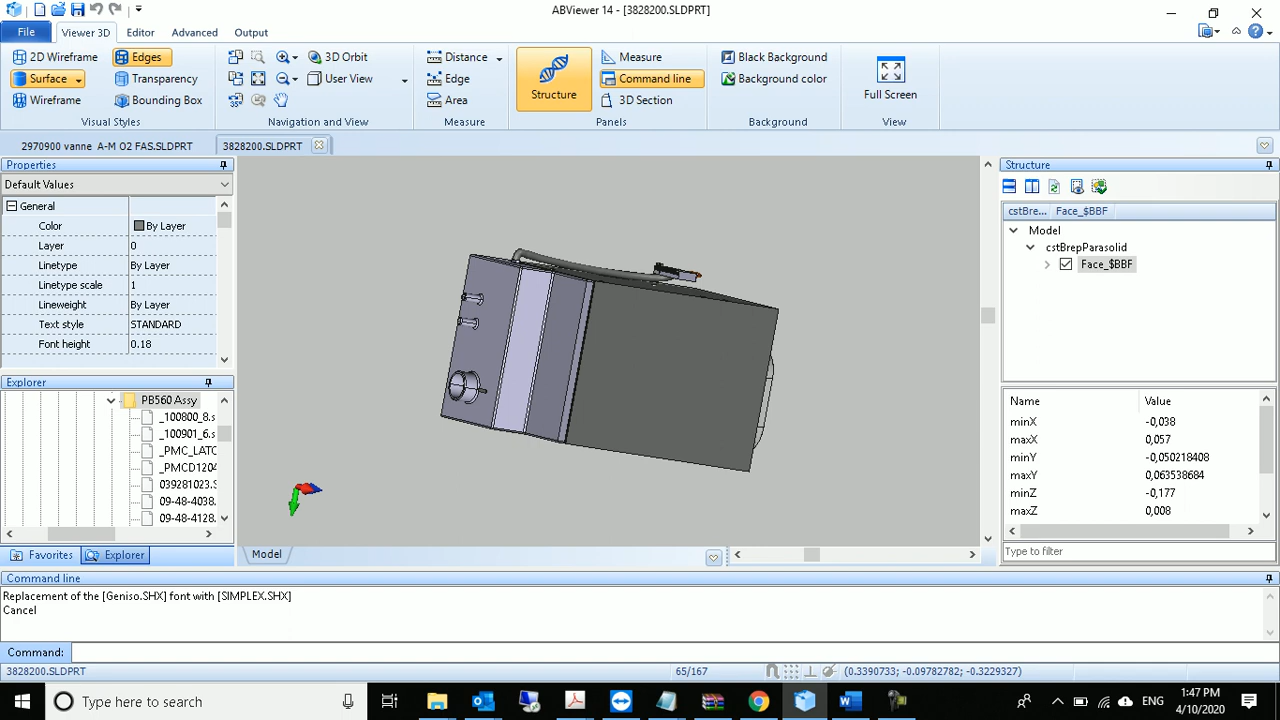 ABViewer 14 - [3828200.SLDPRT]
File
Viewer 3D
Editor
Advanced
Output
2D Wireframe
Edges
Surface
Transparency
Wireframe
Bounding Box
Visual Styles
3D Orbit
User View
Navigation and View
Distance
Edge
Area
Measure
Structure
Measure
Command line
3D Section
Panels
Black Background
Background color
Background
Full Screen
View
2970900 vanne A-M O2 FAS.SLDPRT
3828200.SLDPRT
Properties
Default Values
General
Color By Layer
Layer 0
Linetype By Layer
Linetype scale 1
Lineweight By Layer
Text style STANDARD
Font height 0.18
Explorer
PB560 Assy
_100800_8.s
_100901_6.s
_PMC_LATC
_PMCD1204
039281023.S
09-48-4038.
09-48-4128.
Favorites
Explorer
Model
Structure
cstBre... Face_$BBF
Model
cstBrepParasolid
Face_$BBF
Name Value
minX -0,038
maxX 0,057
minY -0,050218408
maxY 0,063538684
minZ -0,177
maxZ 0,008
Type to filter
Command line
Replacement of the [Geniso.SHX] font with [SIMPLEX.SHX]
Cancel
Command:
3828200.SLDPRT
65/167
(0.3390733; -0.09782782; -0.3229327)
Type here to search
ENG
1:47 PM
4/10/2020